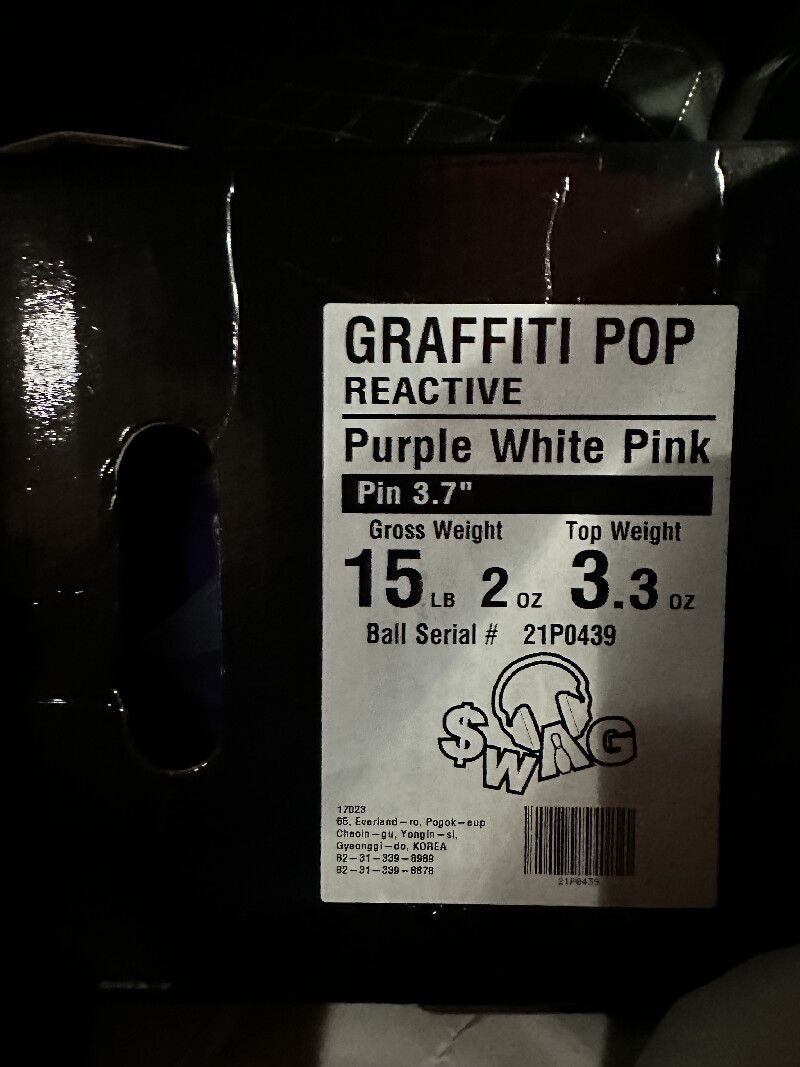 GRAFFITI POP
REACTIVE
Purple White Pink
Pin 3.7"
Gross Weight Top Weight
15 LB 2 OZ 3.3 OZ
Ball Serial # 21P0439
$WAG
17023
65, Everland-ro, Pogok-eup
Cheoin-gu, Yongin-si,
Gyeonggi-do, KOREA
82-31-339-8989
82-31-339-8878
21P0439